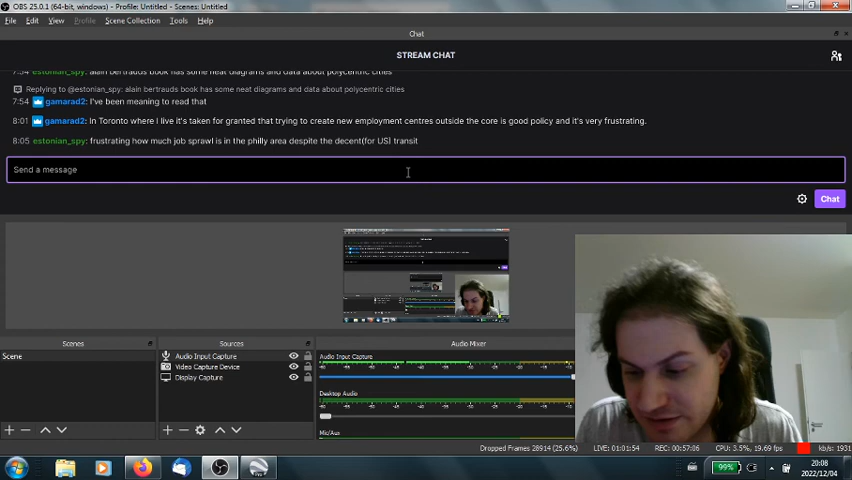 OBS 25.0.1 (64-bit, windows) - Profile: Untitled - Scenes: Untitled
File Edit View Profile Scene Collection Tools Help
Chat
STREAM CHAT
7:54 estonian_spy: alain bertrauds book has some neat diagrams and data about polycentric cities
Replying to @estonian_spy: alain bertrauds book has some neat diagrams and data about polycentric cities
7:54 gamarad2: I've been meaning to read that
8:01 gamarad2: In Toronto where I live it's taken for granted that trying to create new employment centres outside the core is good policy and it's very frustrating.
8:05 estonian_spy: frustrating how much job sprawl is in the philly area despite the decent(for US) transit
Send a message
Chat
Scenes Sources Audio Mixer
Scene
Audio Input Capture
Video Capture Device
Display Capture
Audio Input Capture
Desktop Audio
Mic/Aux
Dropped Frames 28914 (25.6%) LIVE: 01:01:54 REC: 00:57:06 CPU: 3.5%, 19.69 fps kb/s: 1931
99% 20:08
2022/12/04